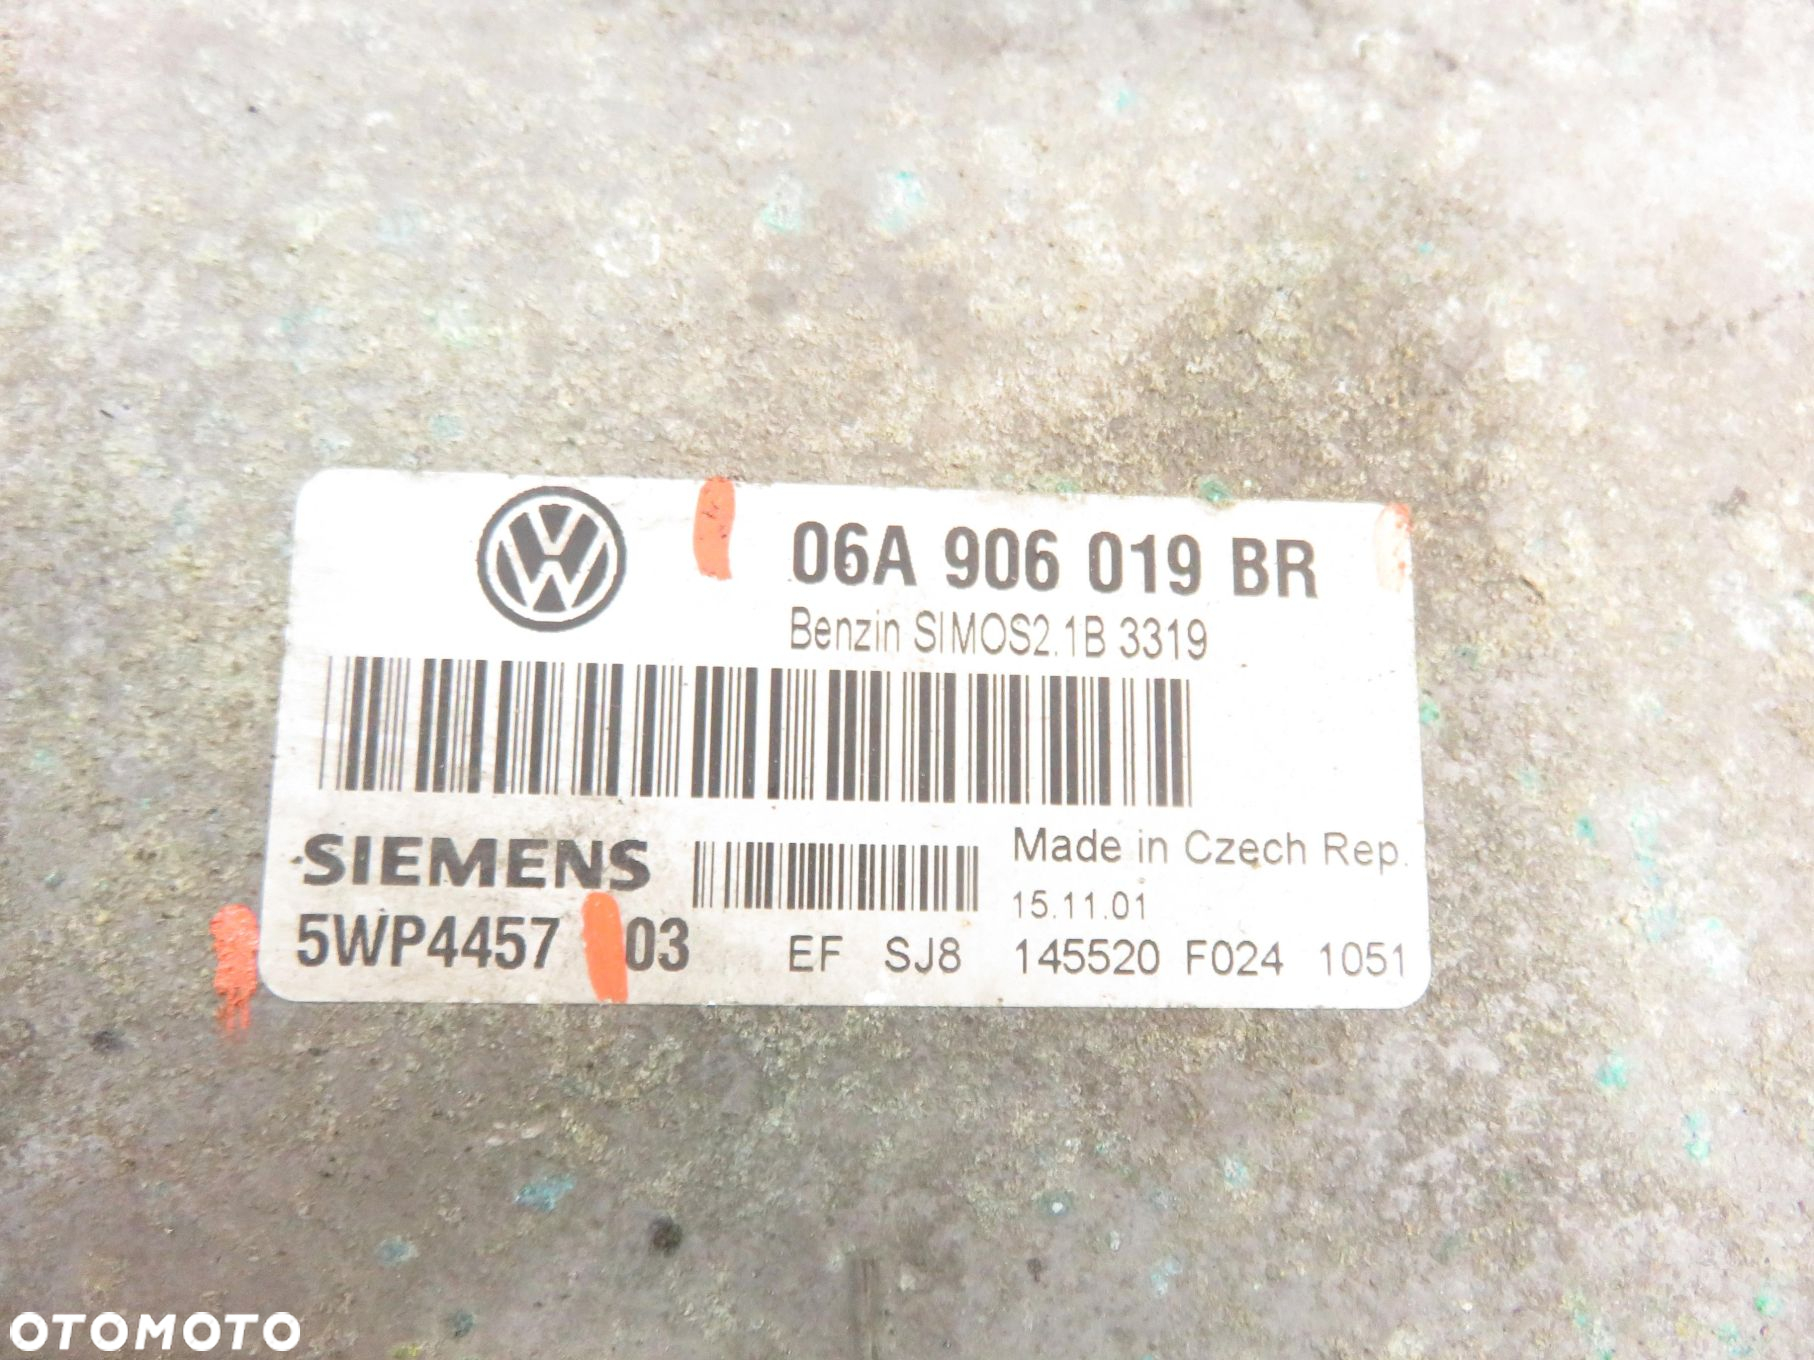 06A 906 019 BR
Benzin SIMOS2.1B 3319
SIEMENS
Made in Czech Rep.
15.11.01
5WP4457 03
EF SJ8 145520 F024 1051
OTOMOTO